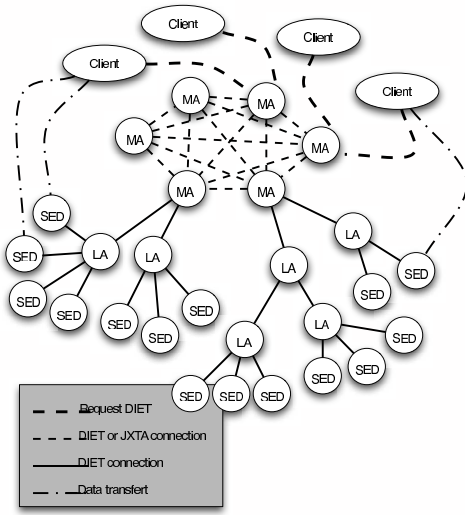 Client
Client
Client
Client
MA
MA
MA
MA
MA
MA
SED
LA
LA
LA
SED
LA
SED
SED
SED
SED
SED
SED
SED
LA
LA
SED
SED
SED
SED
SED
SED
Request DIET
DIET or JXTA connection
DIET connection
Data transfert